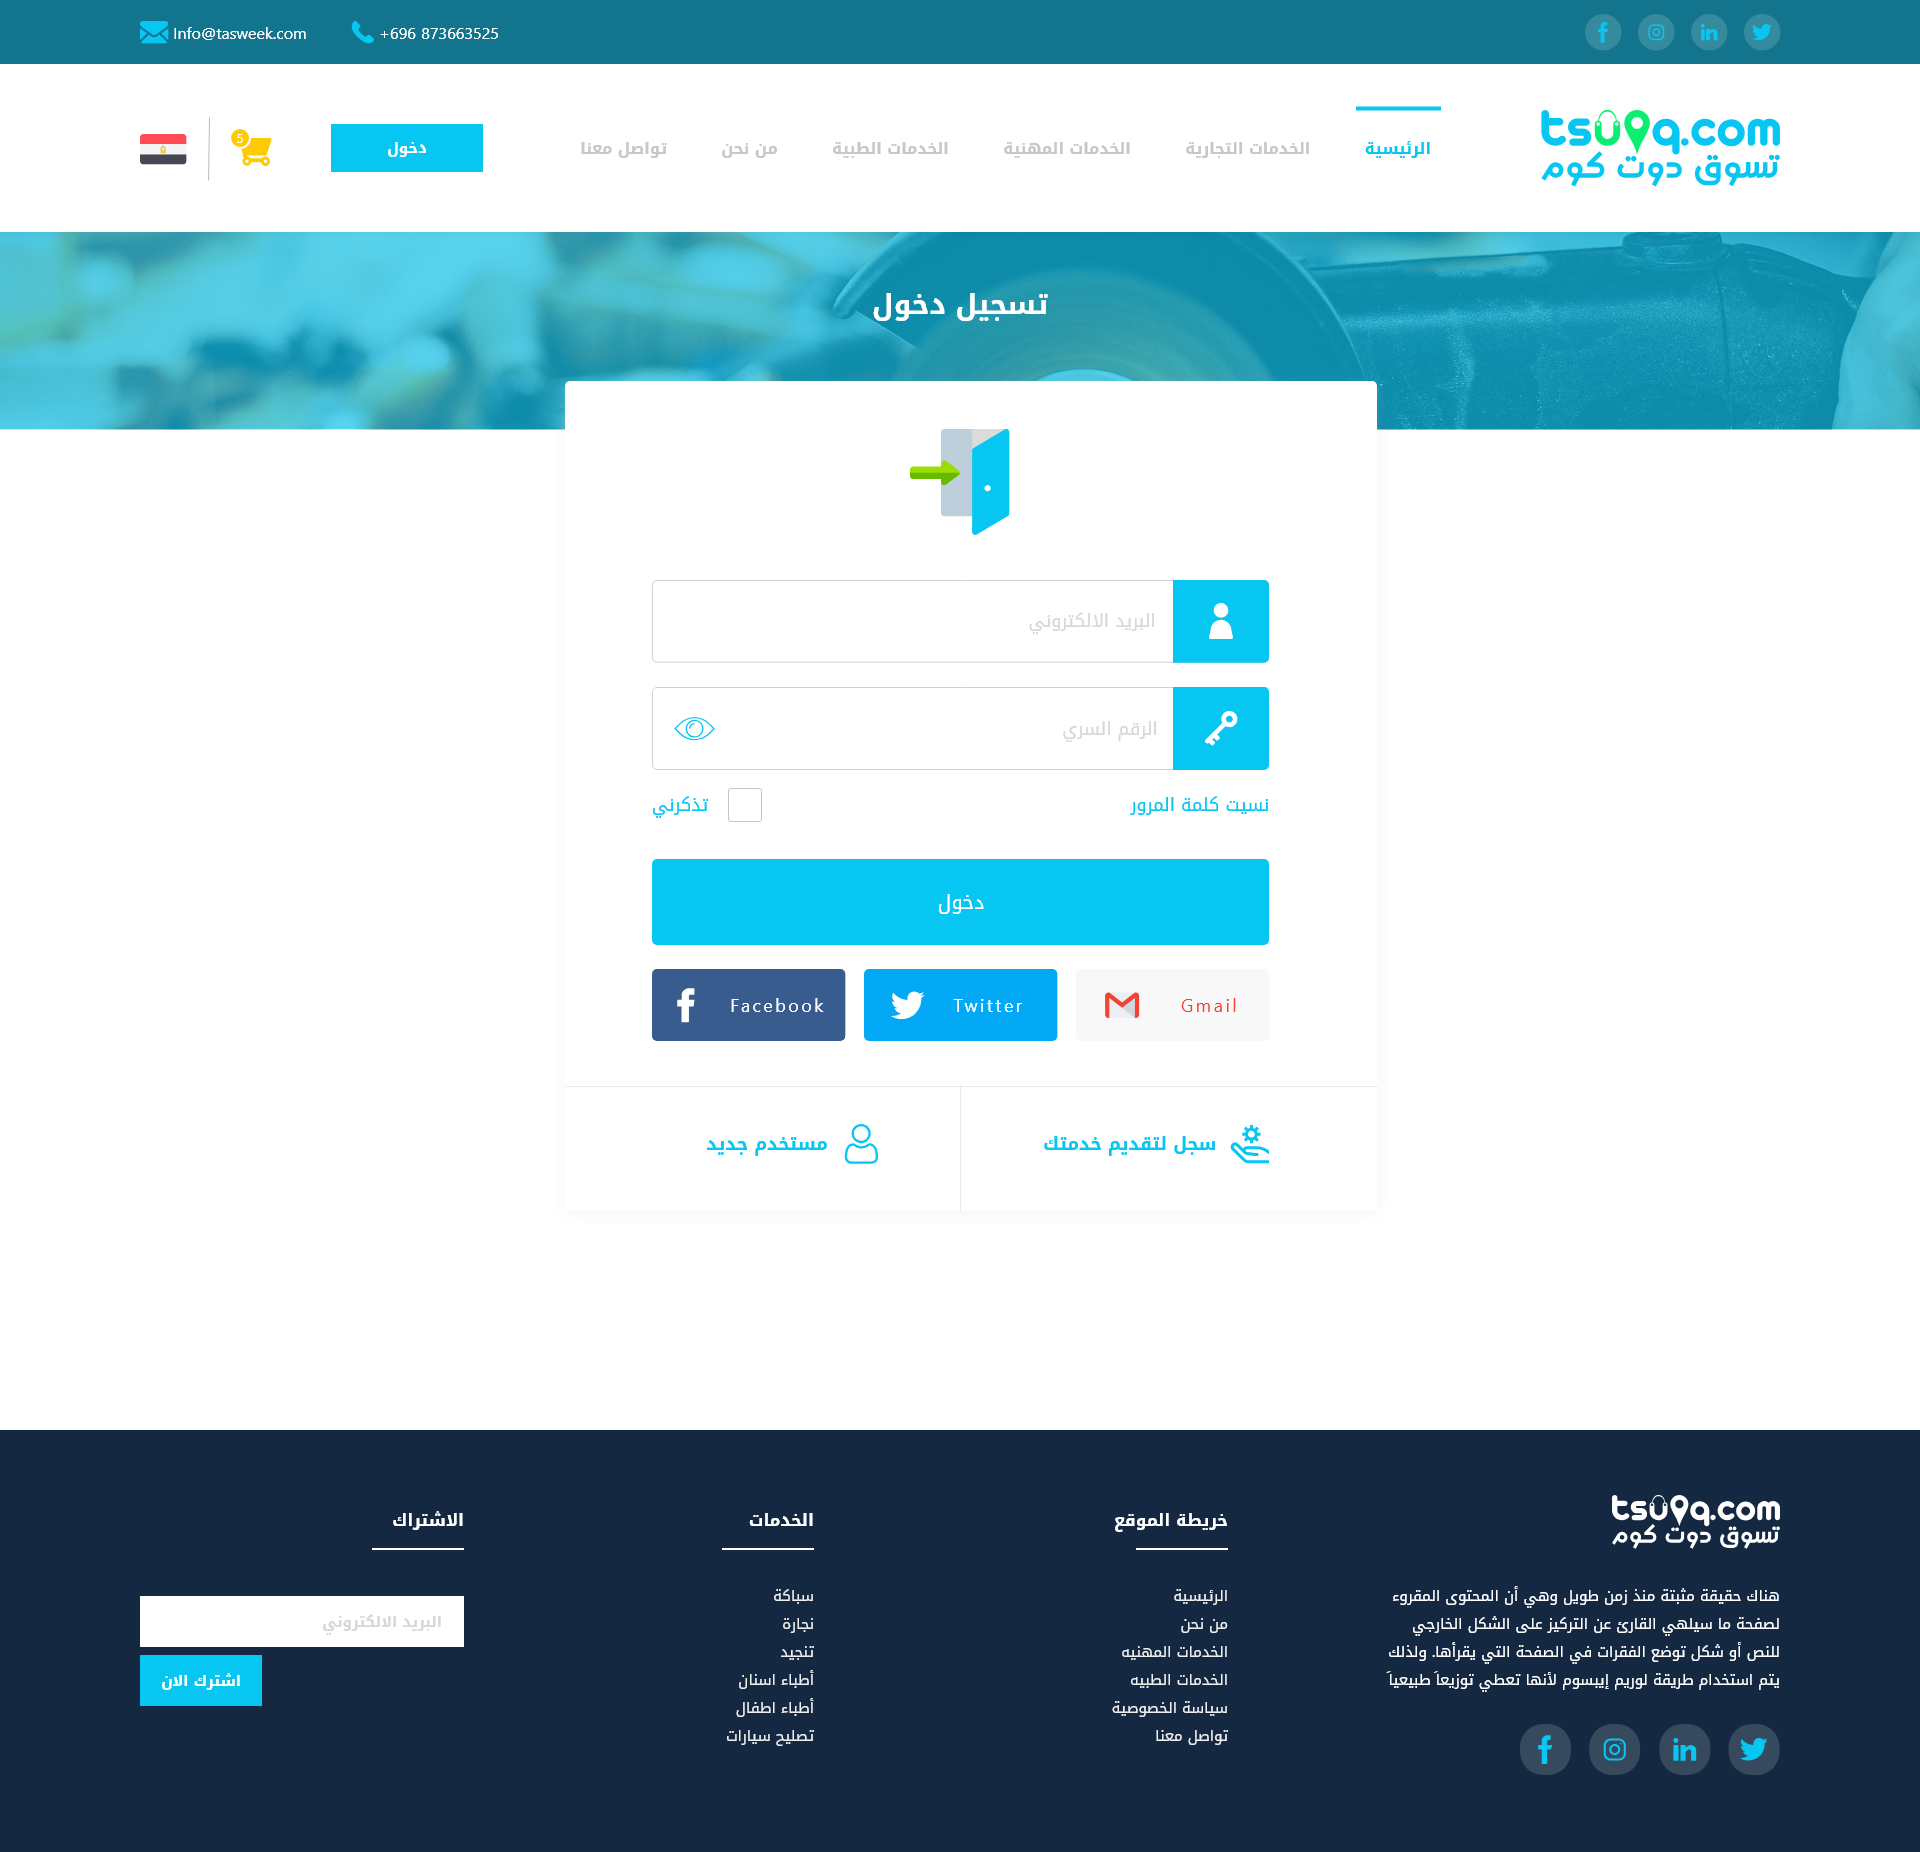 Info@tasweek.com
+696 873663525
tsuqq.com
تسوق دوت كوم
الرئيسية
الخدمات التجارية
الخدمات المهنية
الخدمات الطبية
من نحن
تواصل معنا
دخول
5
تسجيل دخول
البريد الالكتروني
الرقم السري
نسيت كلمة المرور
تذكرني
دخول
Facebook
Twitter
Gmail
سجل لتقديم خدمتك
مستخدم جديد
tsuqq.com
تسوق دوت كوم
هناك حقيقة مثبتة منذ زمن طويل وهي أن المحتوى المقروء
لصفحة ما سيلهي القارئ عن التركيز على الشكل الخارجي
للنص أو شكل توضع الفقرات في الصفحة التي يقرأها. ولذلك
يتم استخدام طريقة لوريم إيبسوم لأنها تعطي توزيعاَ طبيعياَ
خريطة الموقع
الرئيسية
من نحن
الخدمات المهنيه
الخدمات الطبيه
سياسة الخصوصية
تواصل معنا
الخدمات
سباكة
نجارة
تنجيد
أطباء اسنان
أطباء اطفال
تصليح سيارات
الاشتراك
البريد الالكتروني
اشترك الان